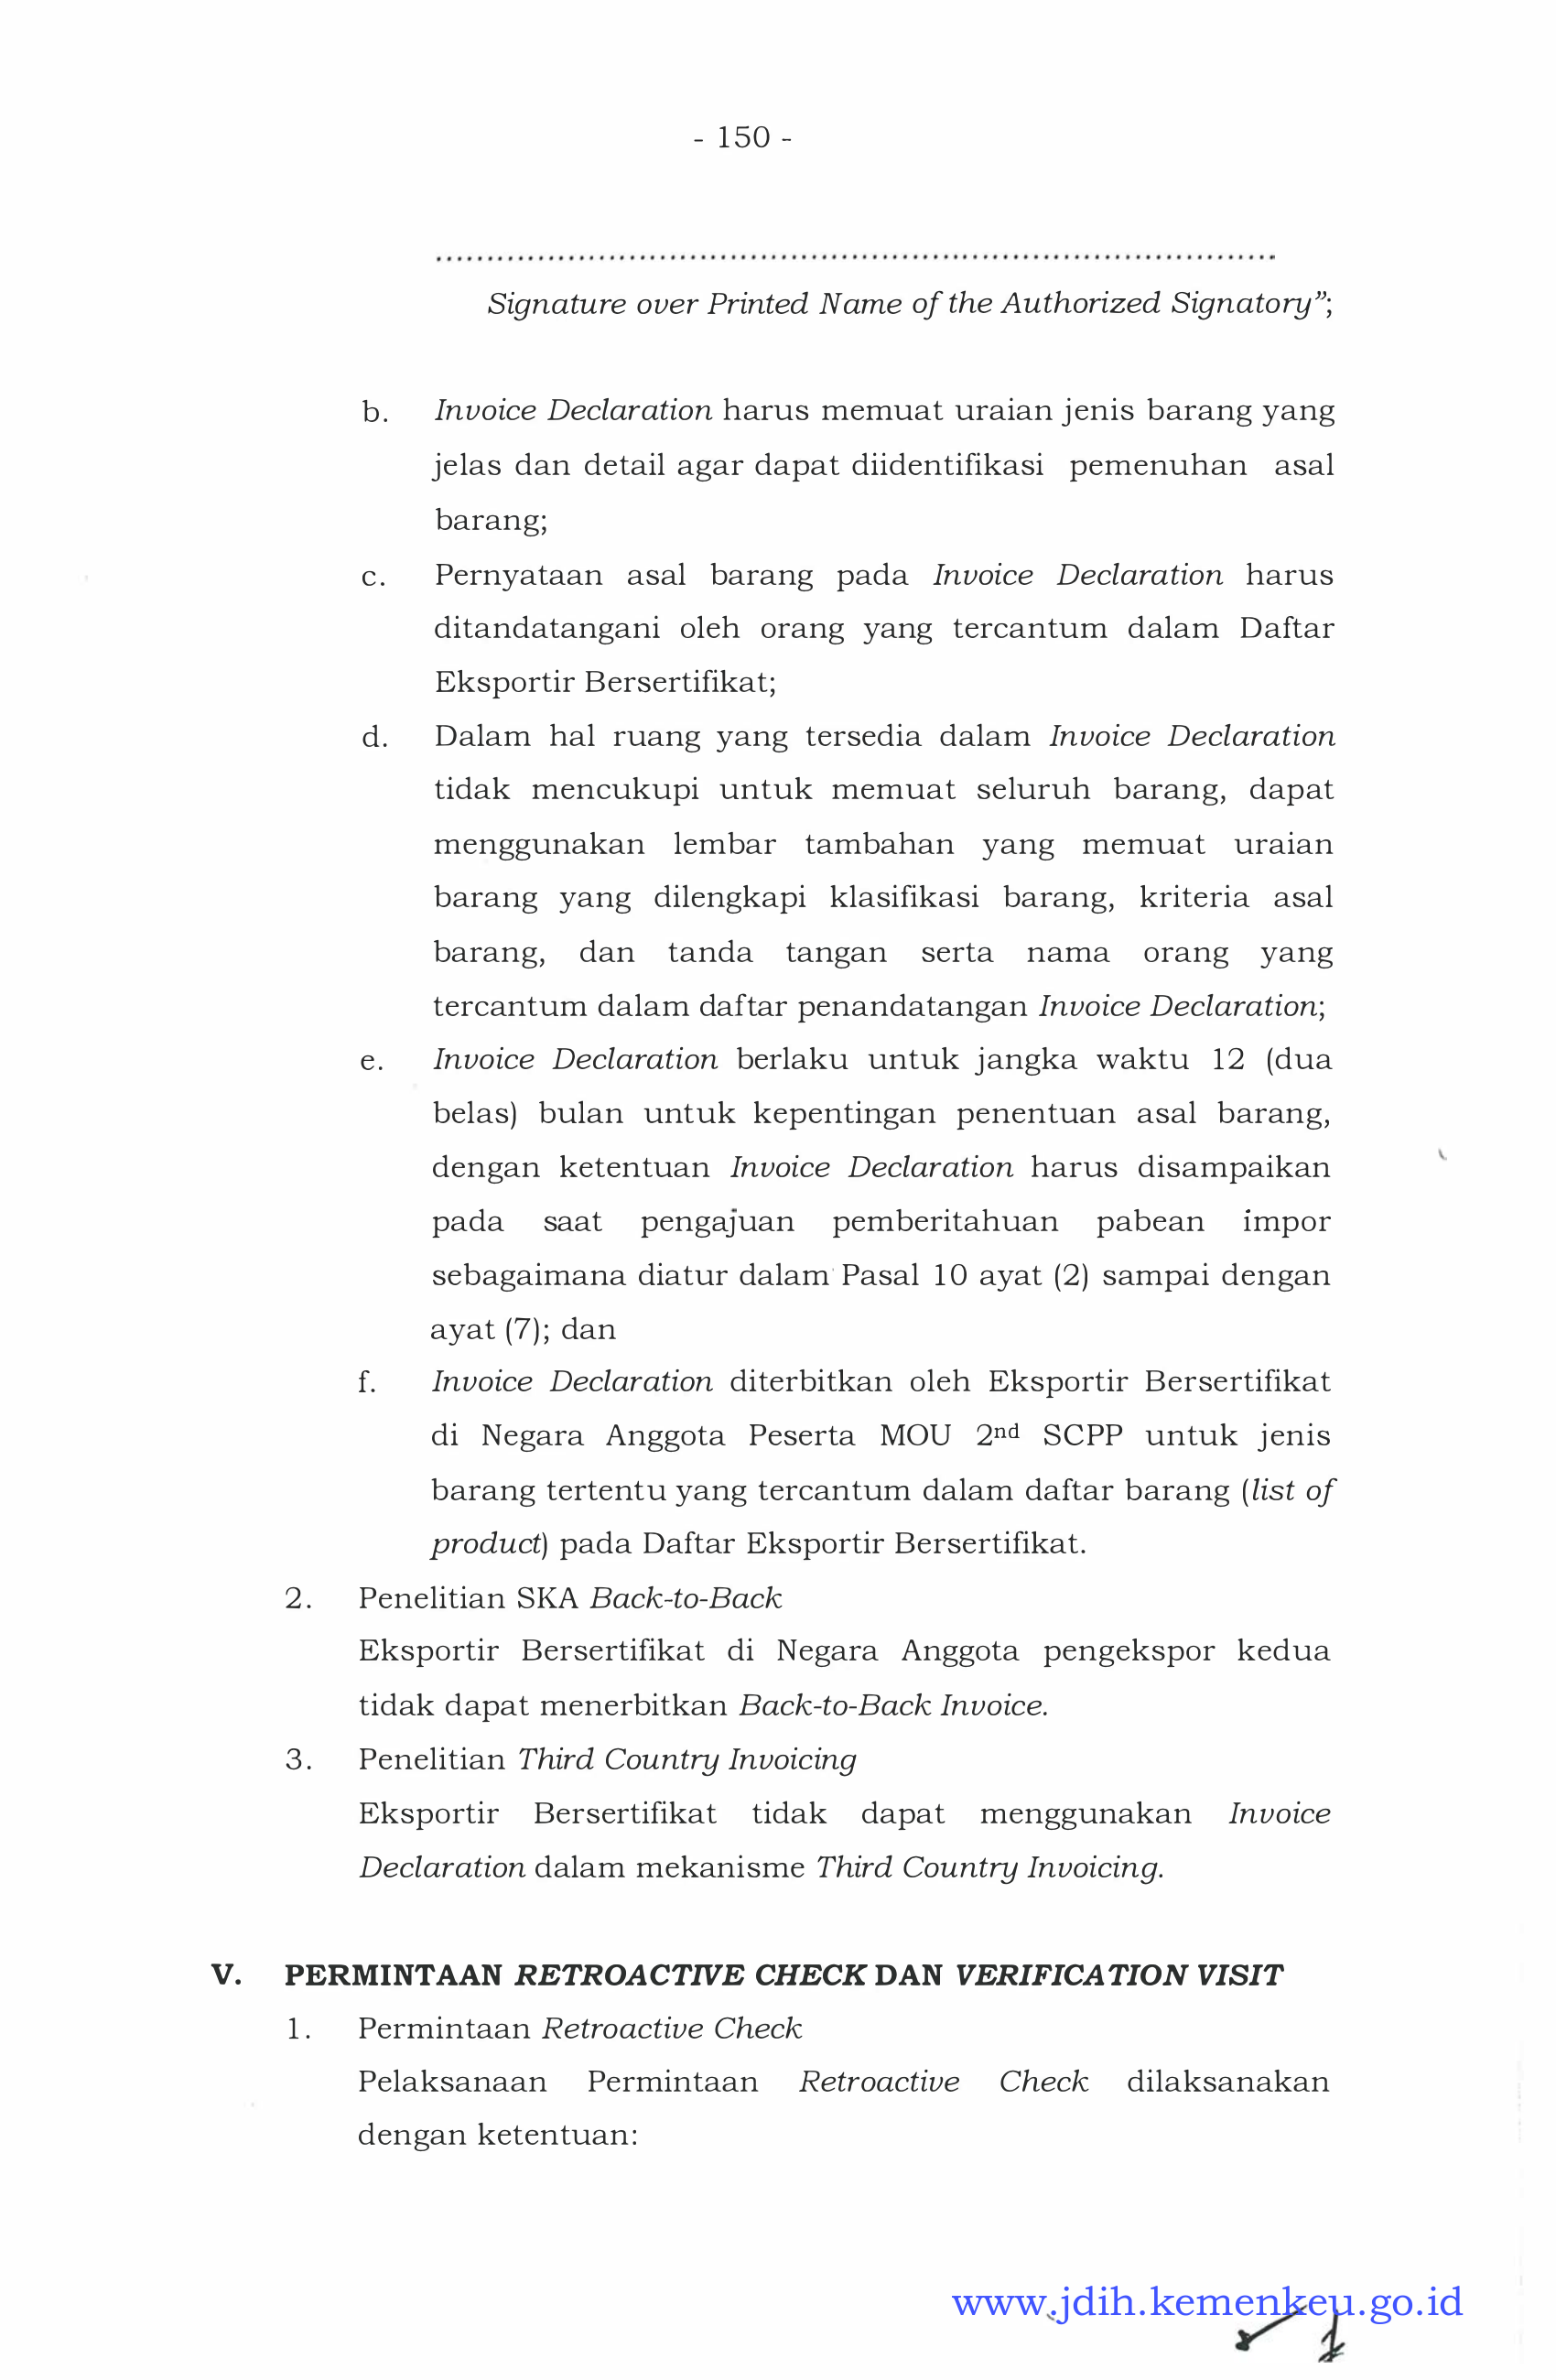 - 150 -
................................................................................
Signature over Printed Name of the Authorized Signatory";
b. Invoice Declaration harus memuat uraian jenis barang yang
jelas dan detail agar dapat diidentifikasi pemenuhan asal
barang;
c. Pernyataan asal barang pada Invoice Declaration harus
ditandatangani oleh orang yang tercantum dalam Daftar
Eksportir Bersertifikat;
d. Dalam hal ruang yang tersedia dalam Invoice Declaration
tidak mencukupi untuk memuat seluruh barang, dapat
menggunakan lembar tambahan yang memuat uraian
barang yang dilengkapi klasifikasi barang, kriteria asal
barang, dan tanda tangan serta nama orang yang
tercantum dalam daftar penandatangan Invoice Declaration;
e. Invoice Declaration berlaku untuk jangka waktu 12 (dua
belas) bulan untuk kepentingan penentuan asal barang,
dengan ketentuan Invoice Declaration harus disampaikan
pada saat pengajuan pemberitahuan pabean impor
sebagaimana diatur dalam Pasal 10 ayat (2) sampai dengan
ayat (7); dan
f. Invoice Declaration diterbitkan oleh Eksportir Bersertifikat
di Negara Anggota Peserta MOU 2nd SCPP untuk jenis
barang tertentu yang tercantum dalam daftar barang (list of
product) pada Daftar Eksportir Bersertifikat.
2. Penelitian SKA Back-to-Back
Eksportir Bersertifikat di Negara Anggota pengekspor kedua
tidak dapat menerbitkan Back-to-Back Invoice.
3. Penelitian Third Country Invoicing
Eksportir Bersertifikat tidak dapat menggunakan Invoice
Declaration dalam mekanisme Third Country Invoicing.
V. PERMINTAAN RETROACTIVE CHECK DAN VERIFICATION VISIT
1. Permintaan Retroactive Check
Pelaksanaan Permintaan Retroactive Check dilaksanakan
dengan ketentuan:
www.jdih.kemenkeu.go.id